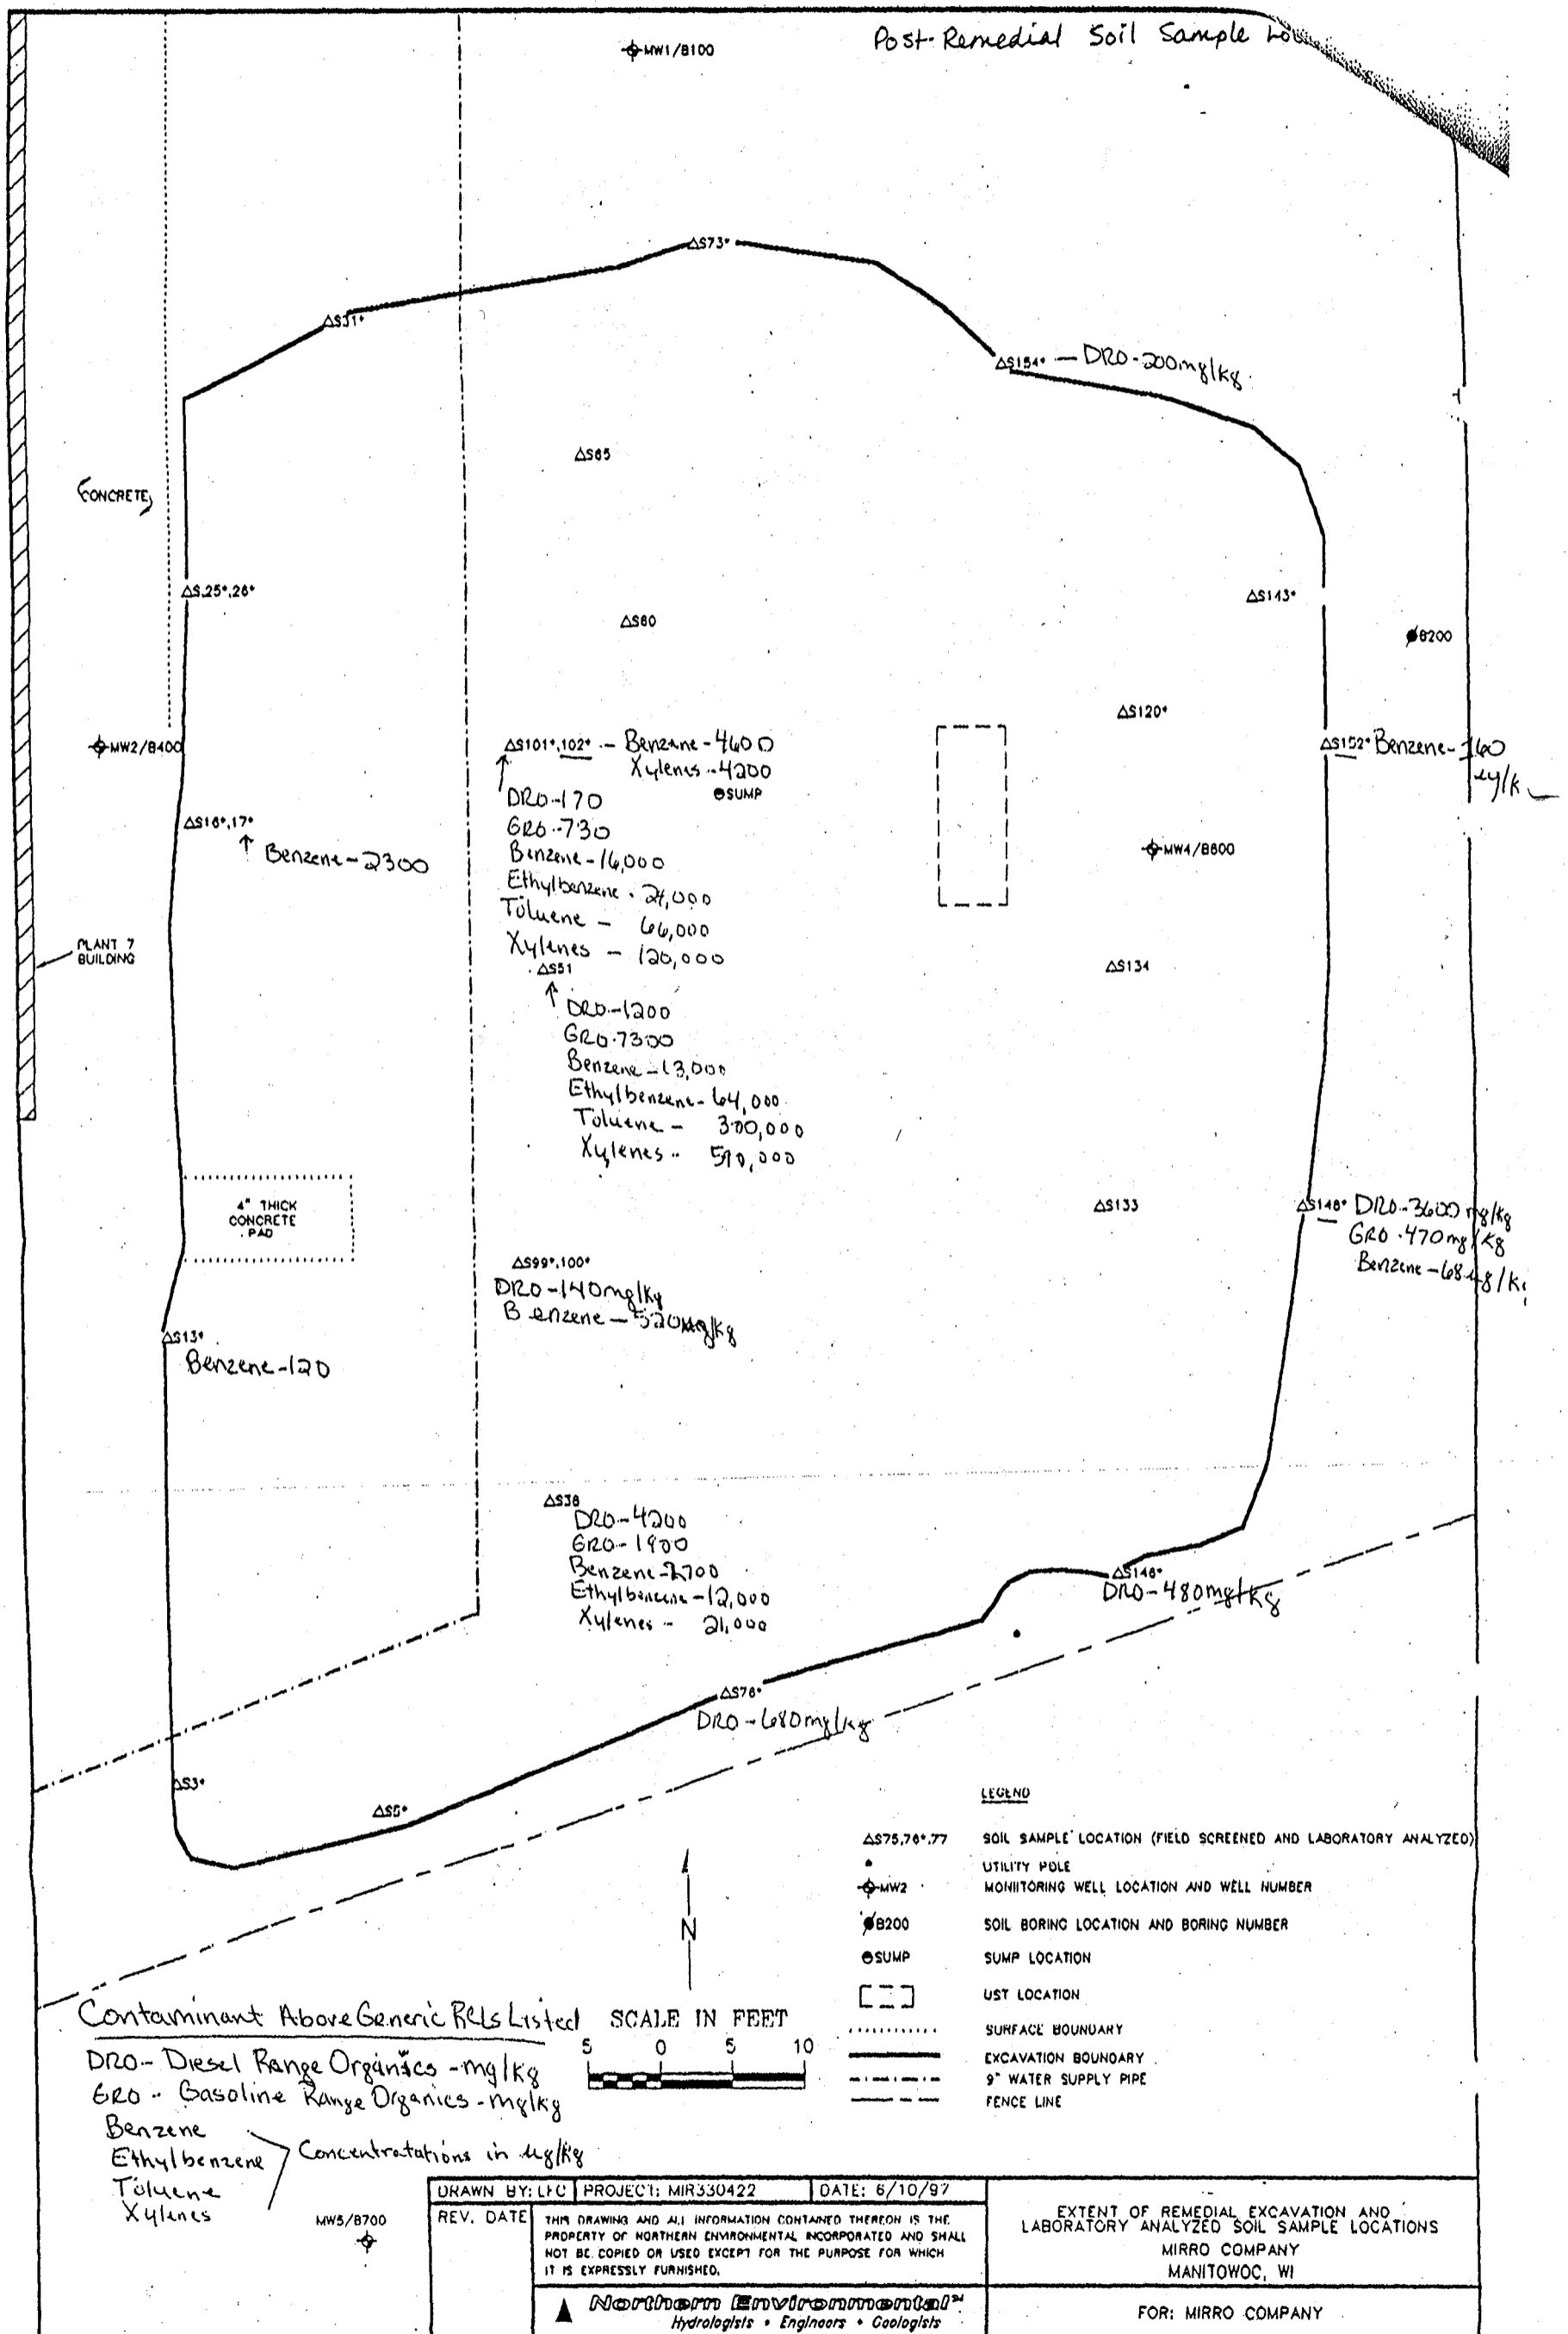 Post-Remedial Soil Sample
MW1/B100
S73*
S31*
S154* — DRO-200mg/kg
S65
CONCRETE
S25*,26*
S143*
S60
B200
S120*
MW2/B400
S101*,102* - Benzene-4600
Xylenes-4200
S152* Benzene-160
SUMP
DRO-170
S16*,17*
GRO-730
Benzene-2300
Benzene-16,000
MW4/B600
Ethylbenzene-24,000
Toluene - 66,000
PLANT 7
BUILDING
Xylenes - 120,000
S51
S134
DRO-1200
GRO-7300
Benzene-13,000
Ethylbenzene-64,000
Toluene - 300,000
Xylenes - 590,000
4" THICK
CONCRETE
PAD
S133
S148* DRO-3600 mg/kg
GRO-470 mg/kg
Benzene-68
S99*,100*
DRO-140mg/kg
Benzene-520ug/kg
S13*
Benzene-120
S38
DRO-4200
GRO-1900
Benzene-2700
Ethylbenzene-12,000
Xylenes - 21,000
S146*
DRO-480mg/kg
S76*
DRO-680mg/kg
S3*
S5*
LEGEND
S75,76*,77 SOIL SAMPLE LOCATION (FIELD SCREENED AND LABORATORY ANALYZED)
UTILITY POLE
MW2 MONIITORING WELL LOCATION AND WELL NUMBER
B200 SOIL BORING LOCATION AND BORING NUMBER
SUMP SUMP LOCATION
UST LOCATION
SURFACE BOUNDARY
EXCAVATION BOUNDARY
9" WATER SUPPLY PIPE
FENCE LINE
N
SCALE IN FEET
5 0 5 10
Contaminant Above Generic RCLs Listed
DRO- Diesel Range Organics -mg/kg
GRO - Gasoline Range Organics-mg/kg
Benzene
Ethylbenzene
Toluene
Xylenes
Concentratations in ug/kg
MW5/B700
DRAWN BY: LFC PROJECT: MIR330422 DATE: 6/10/97
REV. DATE
THIS DRAWING AND ALL INFORMATION CONTAINED THEREON IS THE
PROPERTY OF NORTHERN ENVIRONMENTAL INCORPORATED AND SHALL
NOT BE COPIED OR USED EXCEPT FOR THE PURPOSE FOR WHICH
IT IS EXPRESSLY FURNISHED.
Northern Environmental™
Hydrologists • Engineers • Geologists
EXTENT OF REMEDIAL EXCAVATION AND
LABORATORY ANALYZED SOIL SAMPLE LOCATIONS
MIRRO COMPANY
MANITOWOC, WI
FOR: MIRRO COMPANY